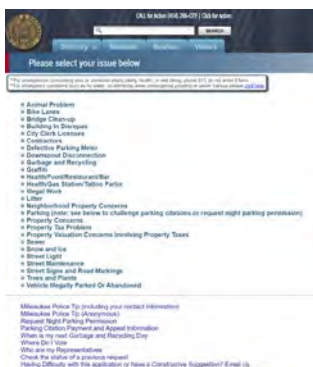 CALL for Action (414) 286-CITY | Click for Action
SEARCH
Directory Residents Business Visitors
Please select your issue below
Animal Problem
Bike Lanes
Bridge Clean-up
Building in Disrepair
City Clerk Licenses
Contractors
Defective Parking Meter
Downspout Disconnection
Garbage and Recycling
Graffiti
Health/Food/Restaurant/Bar
Health/Gas Station/Tattoo Parlor
Illegal Work
Litter
Neighborhood Property Concerns
Parking (note: see below to challenge parking citations or request night parking permission)
Property Concerns
Property Tax Problem
Property Valuation Concerns Involving Property Taxes
Sewer
Snow and Ice
Street Light
Street Maintenance
Street Signs and Road Markings
Trees and Plants
Vehicle Illegally Parked Or Abandoned
Milwaukee Police Tip (including your contact information)
Milwaukee Police Tip (Anonymous)
Request Night Parking Permission
Parking Citation Payment and Appeal Information
When is my next Garbage and Recycling Day
Where Do I Vote
Who are my Representatives
Check the status of a previous request
Having Difficulty with this application or have a Constructive Suggestion? Email Us